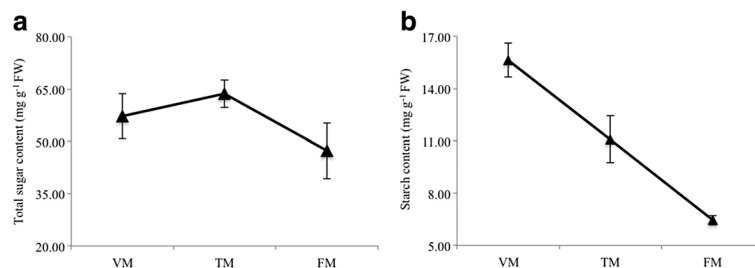 a
Total sugar content (mg g-1 FW)
80.00
65.00
50.00
35.00
20.00
VM TM FM
b
Starch content (mg g-1 FW)
17.00
14.00
11.00
8.00
5.00
VM TM FM